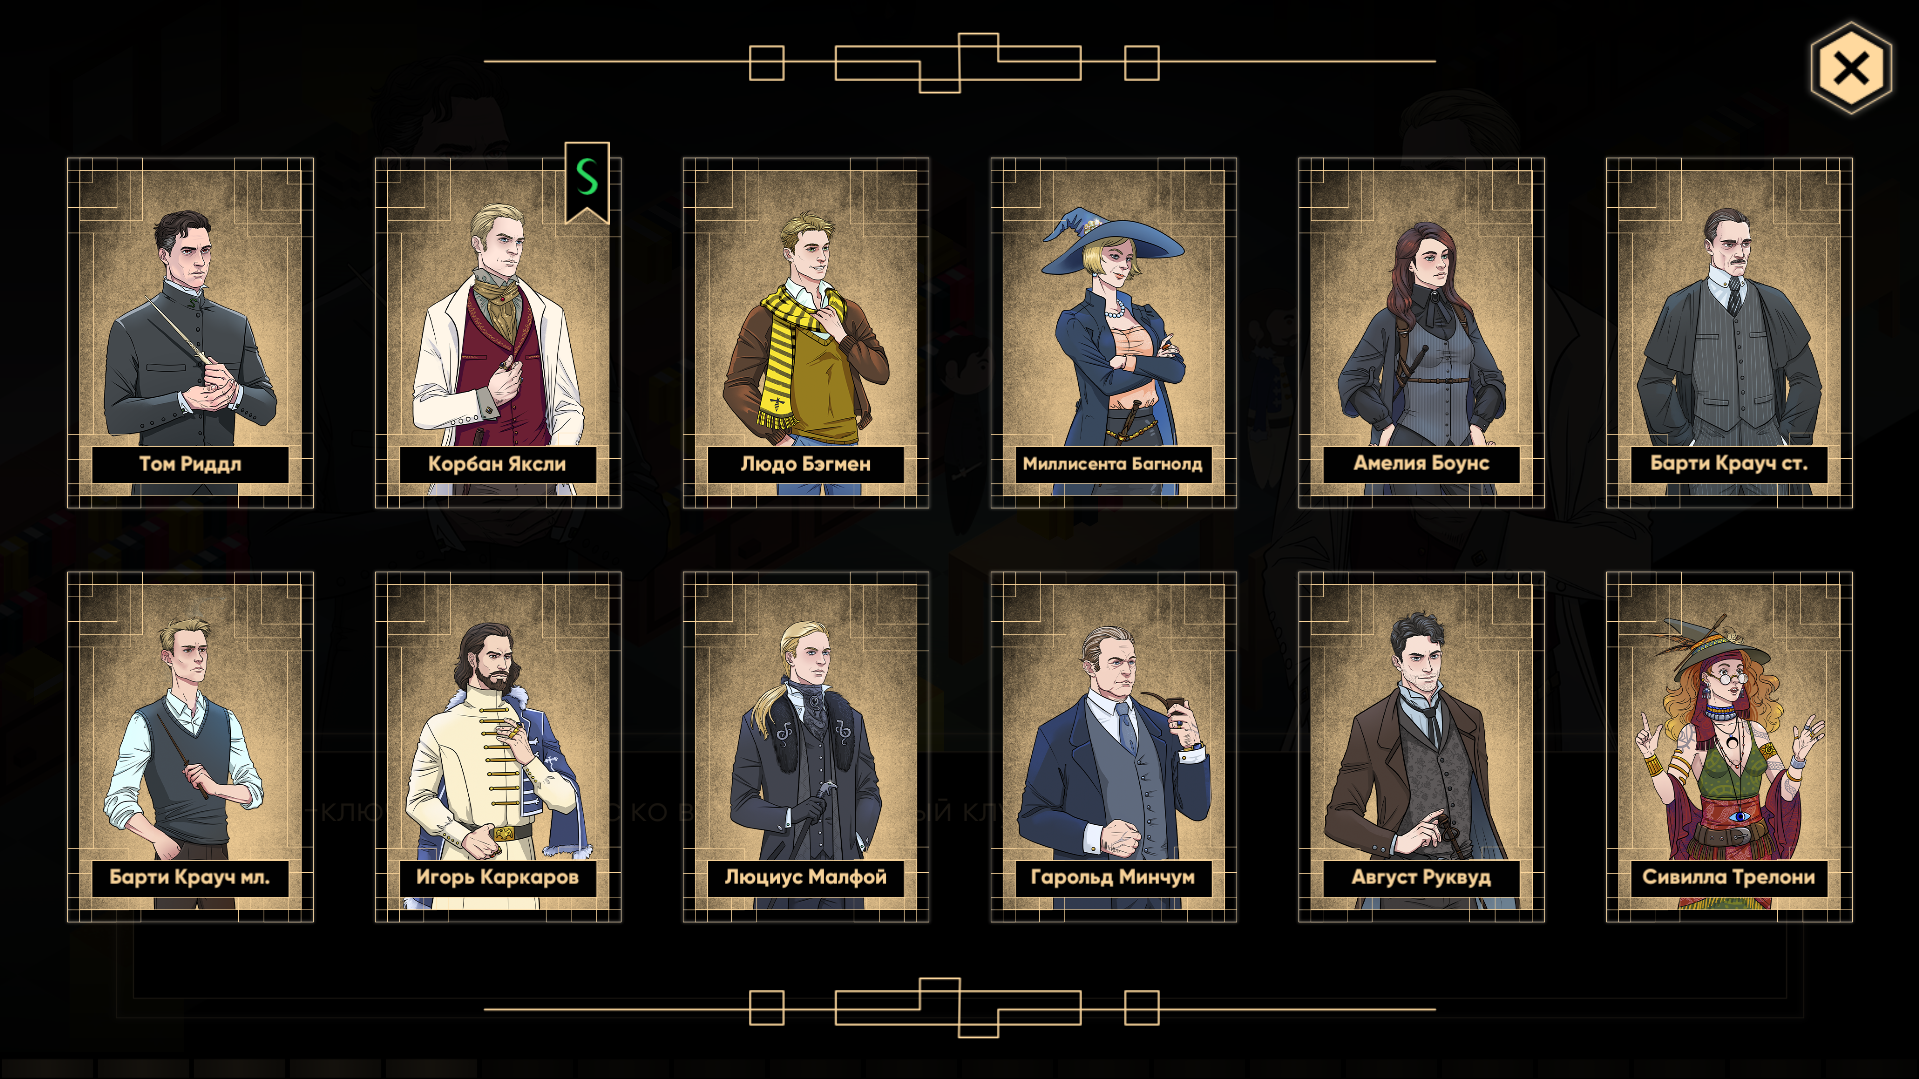 S
Том Риддл
Корбан Яксли
Людо Бэгмен
Миллисента Багнолд
Амелия Боунс
Барти Крауч ст.
Барти Крауч мл.
Игорь Каркаров
Люциус Малфой
Гарольд Минчум
Август Руквуд
Сивилла Трелони